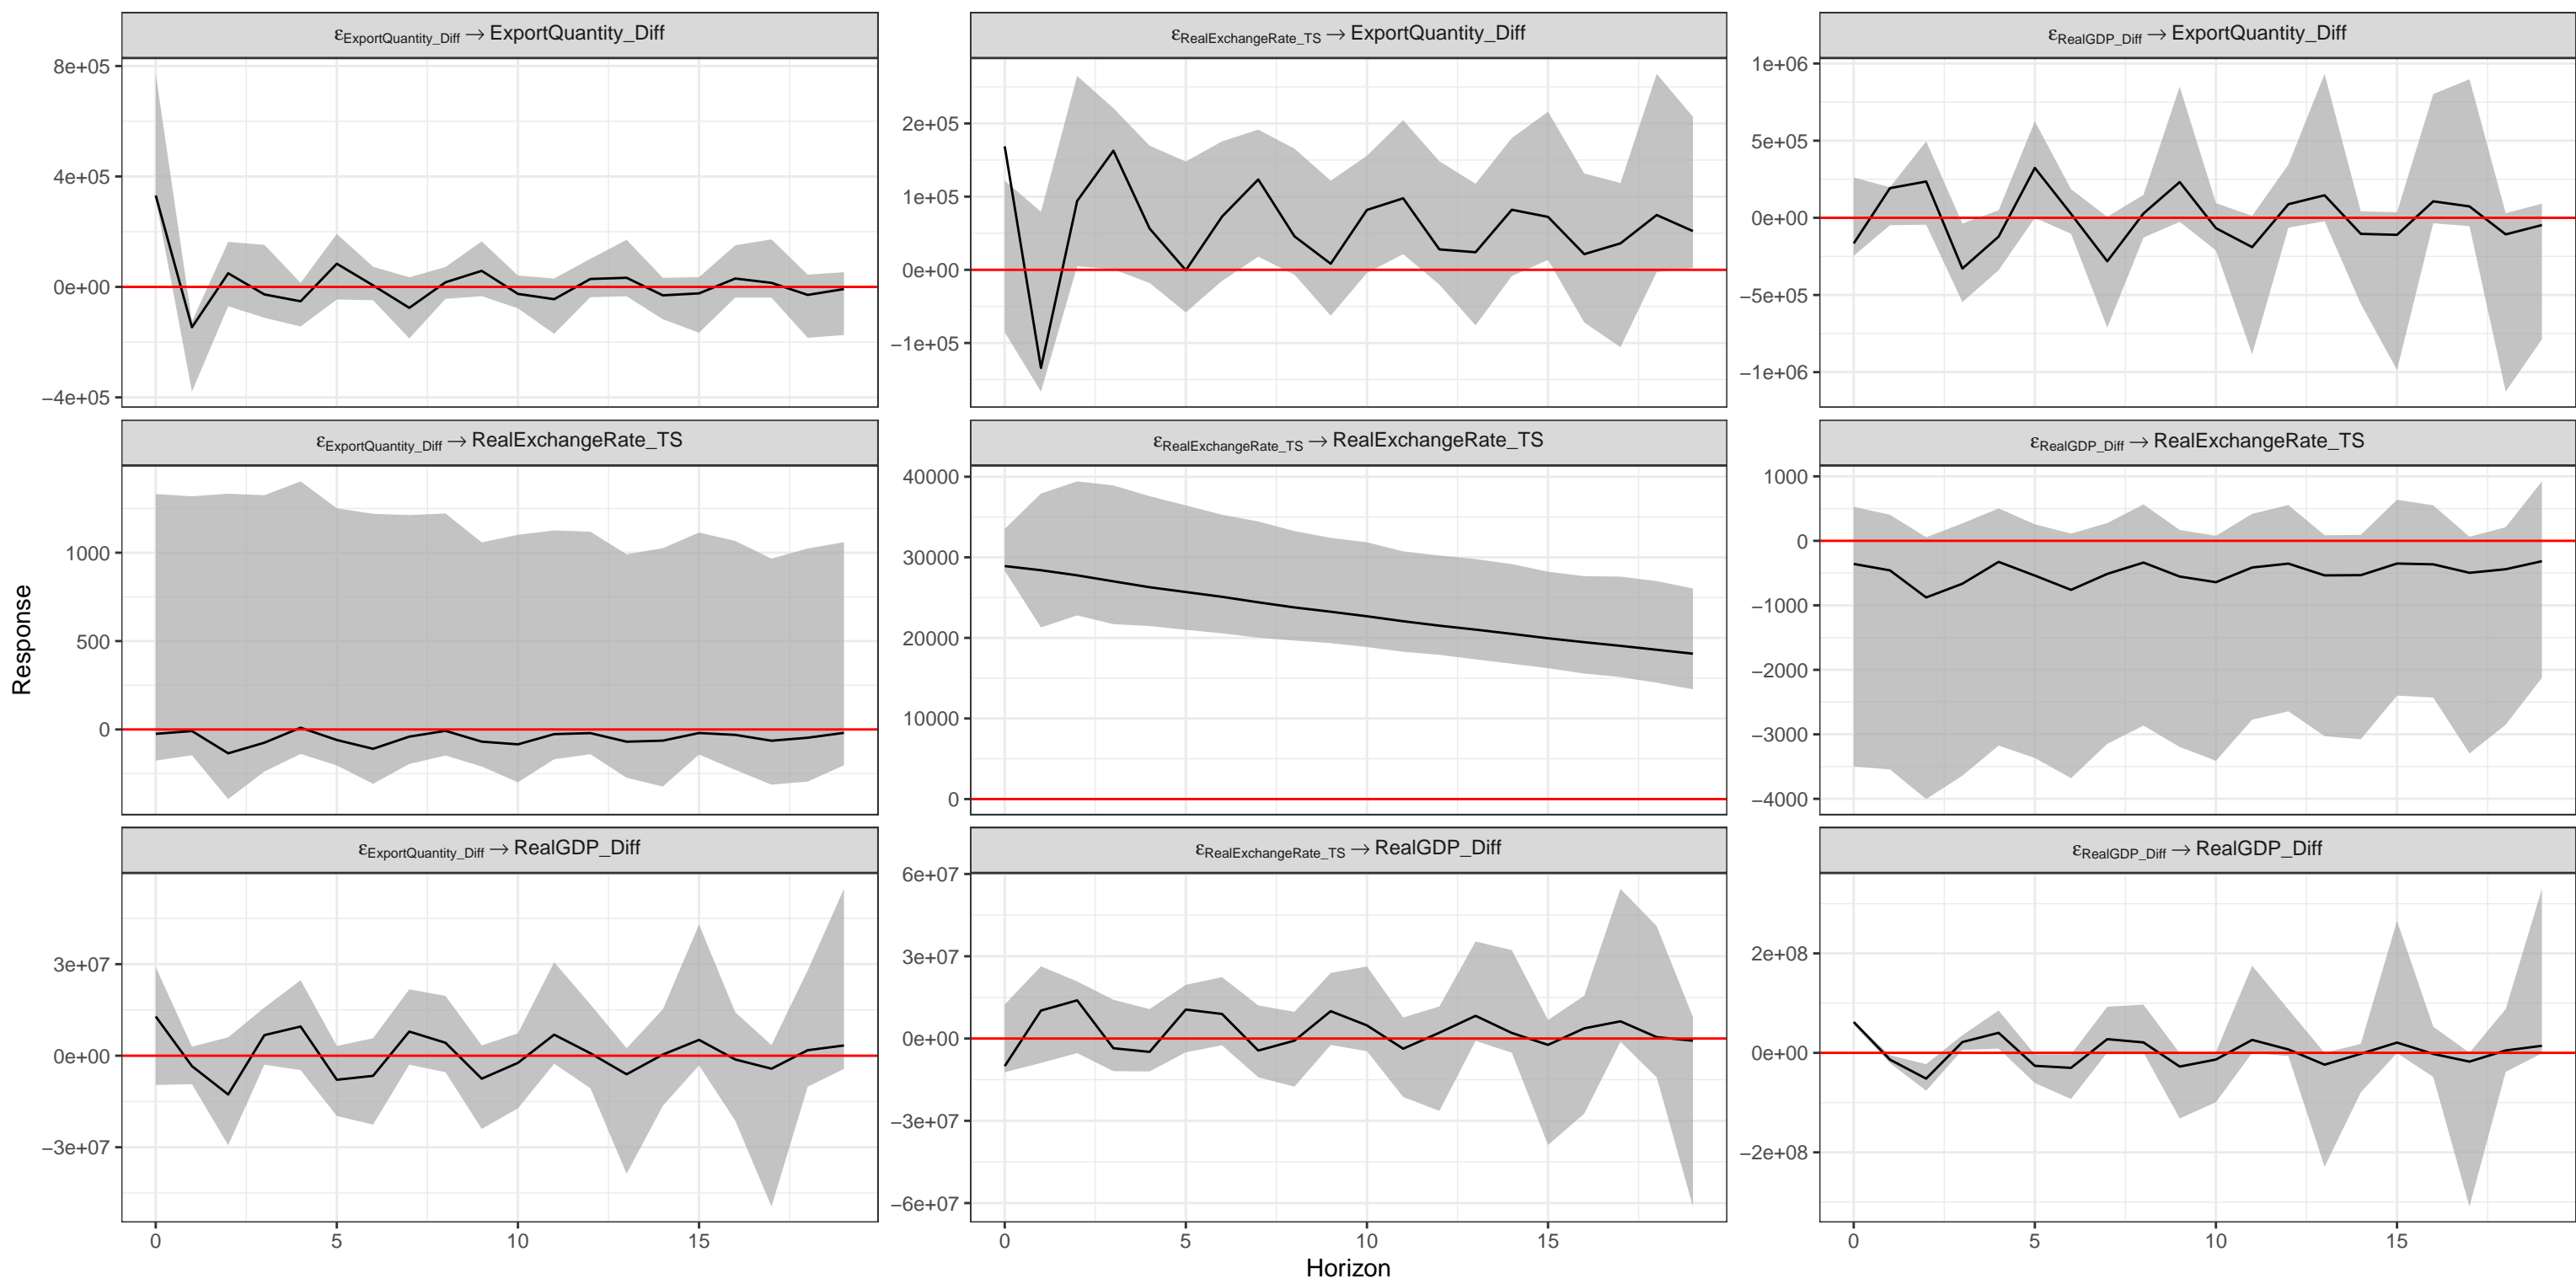 εExportQuantity_Diff → ExportQuantity_Diff
εRealExchangeRate_TS → ExportQuantity_Diff
εRealGDP_Diff → ExportQuantity_Diff
8e+05
4e+05
0e+00
−4e+05
2e+05
1e+05
0e+00
−1e+05
1e+06
5e+05
0e+00
−5e+05
−1e+06
εExportQuantity_Diff → RealExchangeRate_TS
εRealExchangeRate_TS → RealExchangeRate_TS
εRealGDP_Diff → RealExchangeRate_TS
1000
500
0
40000
30000
20000
10000
0
1000
0
−1000
−2000
−3000
−4000
Response
εExportQuantity_Diff → RealGDP_Diff
εRealExchangeRate_TS → RealGDP_Diff
εRealGDP_Diff → RealGDP_Diff
3e+07
0e+00
−3e+07
6e+07
3e+07
0e+00
−3e+07
−6e+07
2e+08
0e+00
−2e+08
0 5 10 15
0 5 10 15
0 5 10 15
Horizon